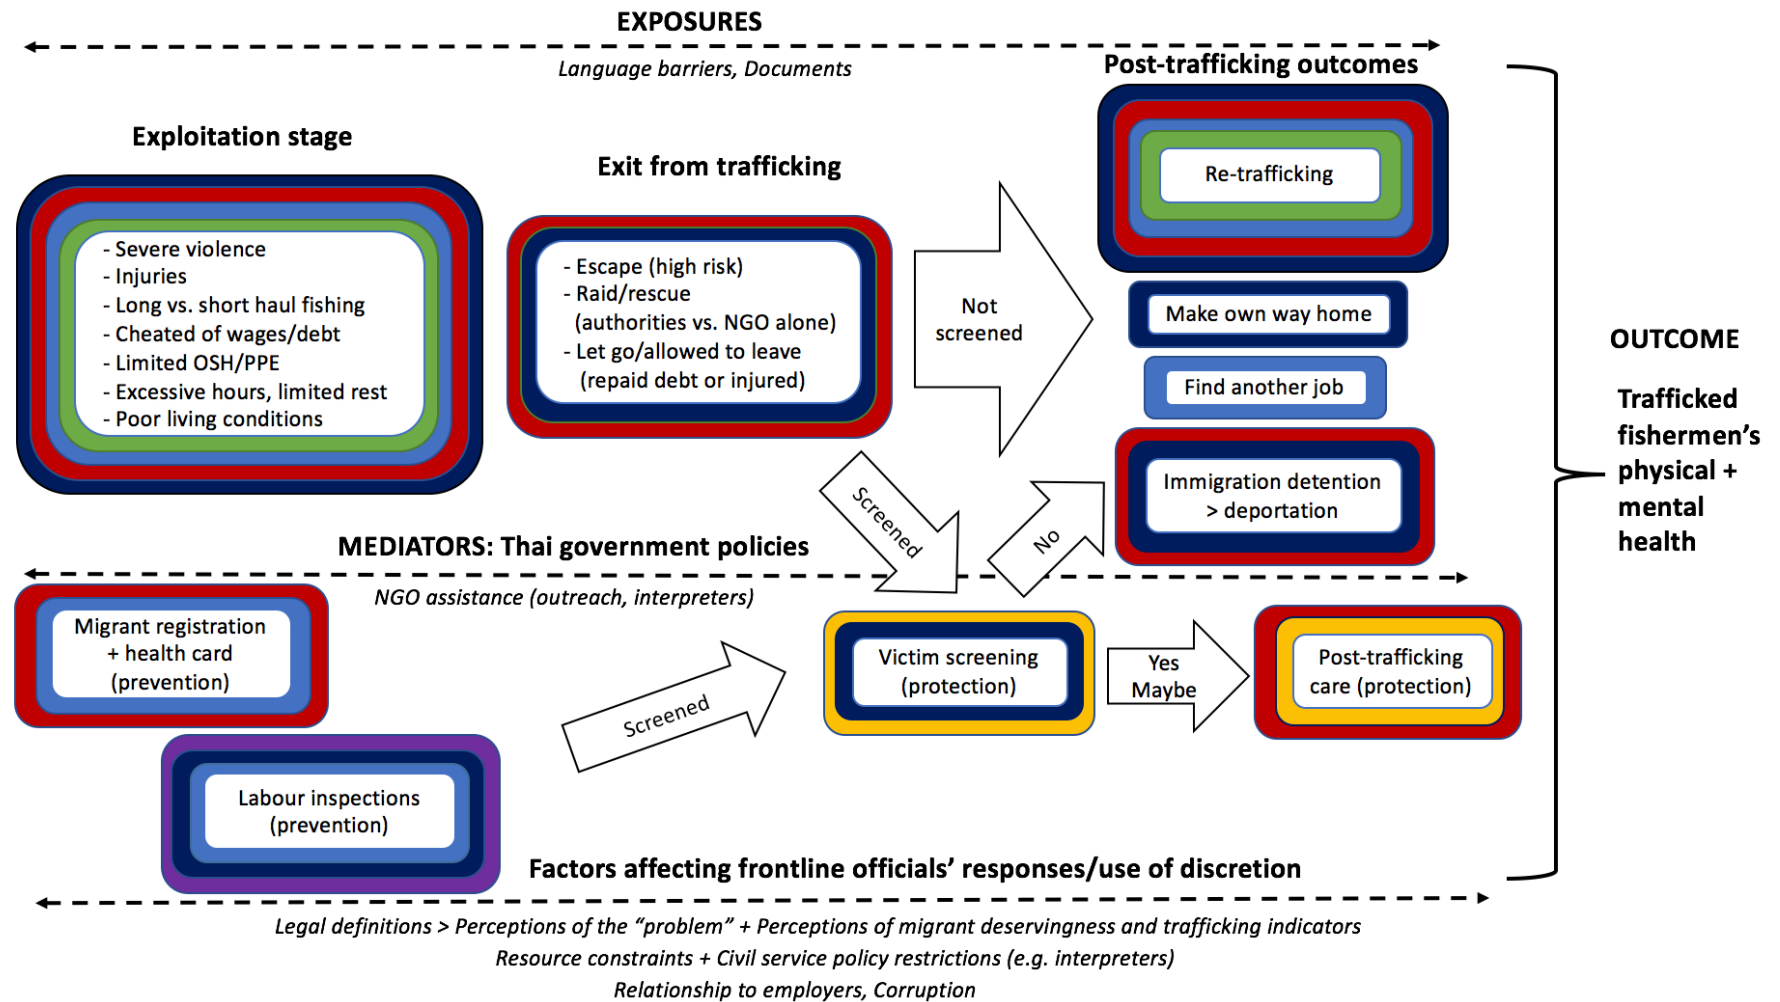 EXPOSURES
Language barriers, Documents
Post-trafficking outcomes
Exploitation stage
Exit from trafficking
- Severe violence
- Injuries
- Long vs. short haul fishing
- Cheated of wages/debt
- Limited OSH/PPE
- Excessive hours, limited rest
- Poor living conditions
- Escape (high risk)
- Raid/rescue
(authorities vs. NGO alone)
- Let go/allowed to leave
(repaid debt or injured)
Not
screened
Re-trafficking
Make own way home
Find another job
Immigration detention
> deportation
OUTCOME
Trafficked
fishermen’s
physical +
mental
health
Screened
No
MEDIATORS: Thai government policies
NGO assistance (outreach, interpreters)
Migrant registration
+ health card
(prevention)
Labour inspections
(prevention)
Screened
Victim screening
(protection)
Yes
Maybe
Post-trafficking
care (protection)
Factors affecting frontline officials’ responses/use of discretion
Legal definitions > Perceptions of the “problem” + Perceptions of migrant deservingness and trafficking indicators
Resource constraints + Civil service policy restrictions (e.g. interpreters)
Relationship to employers, Corruption